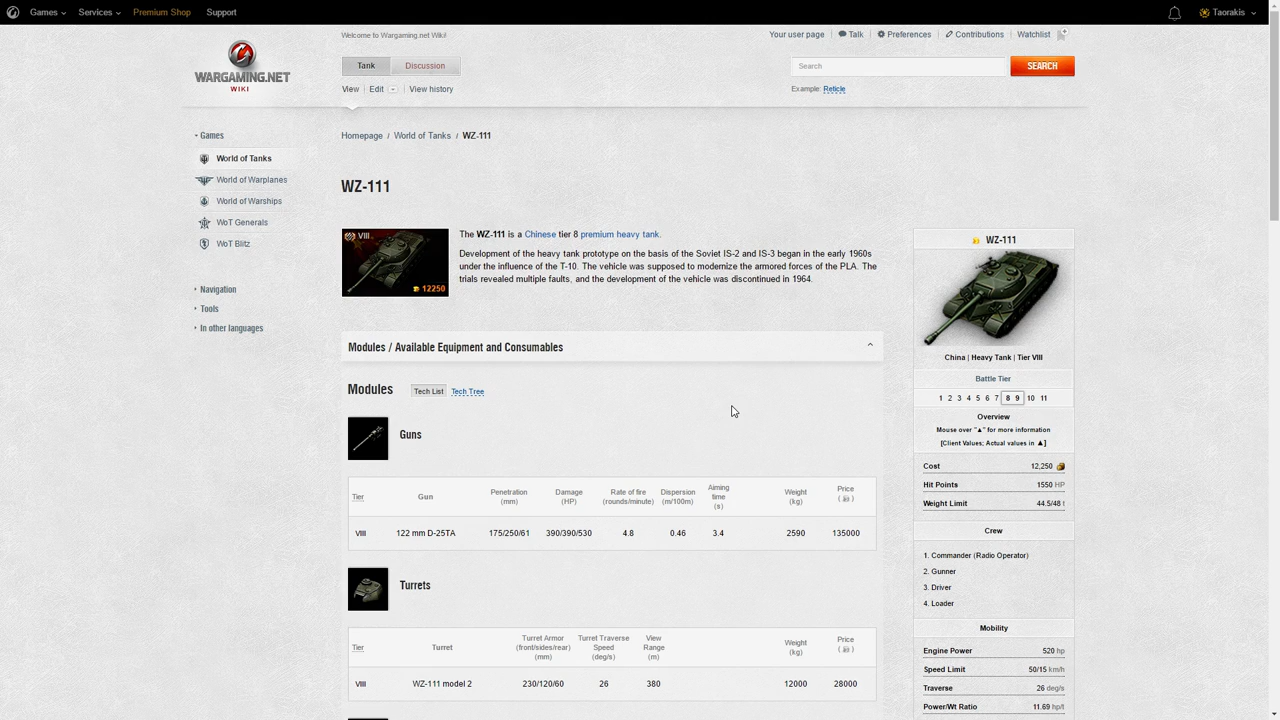 Games Services Premium Shop Support Taorakis
Welcome to Wargaming.net Wiki! Your user page Talk Preferences Contributions Watchlist
WARGAMING.NET
WIKI
Tank Discussion Search SEARCH
View Edit View history Example: Reticle
Games
World of Tanks
World of Warplanes
World of Warships
WoT Generals
WoT Blitz
Navigation
Tools
In other languages
Homepage / World of Tanks / WZ-111
WZ-111
VIII
12250
The WZ-111 is a Chinese tier 8 premium heavy tank.
Development of the heavy tank prototype on the basis of the Soviet IS-2 and IS-3 began in the early 1960s
under the influence of the T-10. The vehicle was supposed to modernize the armored forces of the PLA. The
trials revealed multiple faults, and the development of the vehicle was discontinued in 1964.
Modules / Available Equipment and Consumables
Modules Tech List Tech Tree
Guns
Tier Gun Penetration (mm) Damage (HP) Rate of fire (rounds/minute) Dispersion (m/100m) Aiming time (s) Weight (kg) Price ( )
VIII 122 mm D-25TA 175/250/61 390/390/530 4.8 0.46 3.4 2590 135000
Turrets
Tier Turret Turret Armor (front/sides/rear) (mm) Turret Traverse Speed (deg/s) View Range (m) Weight (kg) Price ( )
VIII WZ-111 model 2 230/120/60 26 380 12000 28000
WZ-111
China | Heavy Tank | Tier VIII
Battle Tier
1 2 3 4 5 6 7 8 9 10 11
Overview
Mouse over "▲" for more information
[Client Values; Actual values in ▲]
Cost 12,250
Hit Points 1550 HP
Weight Limit 44.5/48 t
Crew
1. Commander (Radio Operator)
2. Gunner
3. Driver
4. Loader
Mobility
Engine Power 520 hp
Speed Limit 50/15 km/h
Traverse 26 deg/s
Power/Wt Ratio 11.69 hp/t